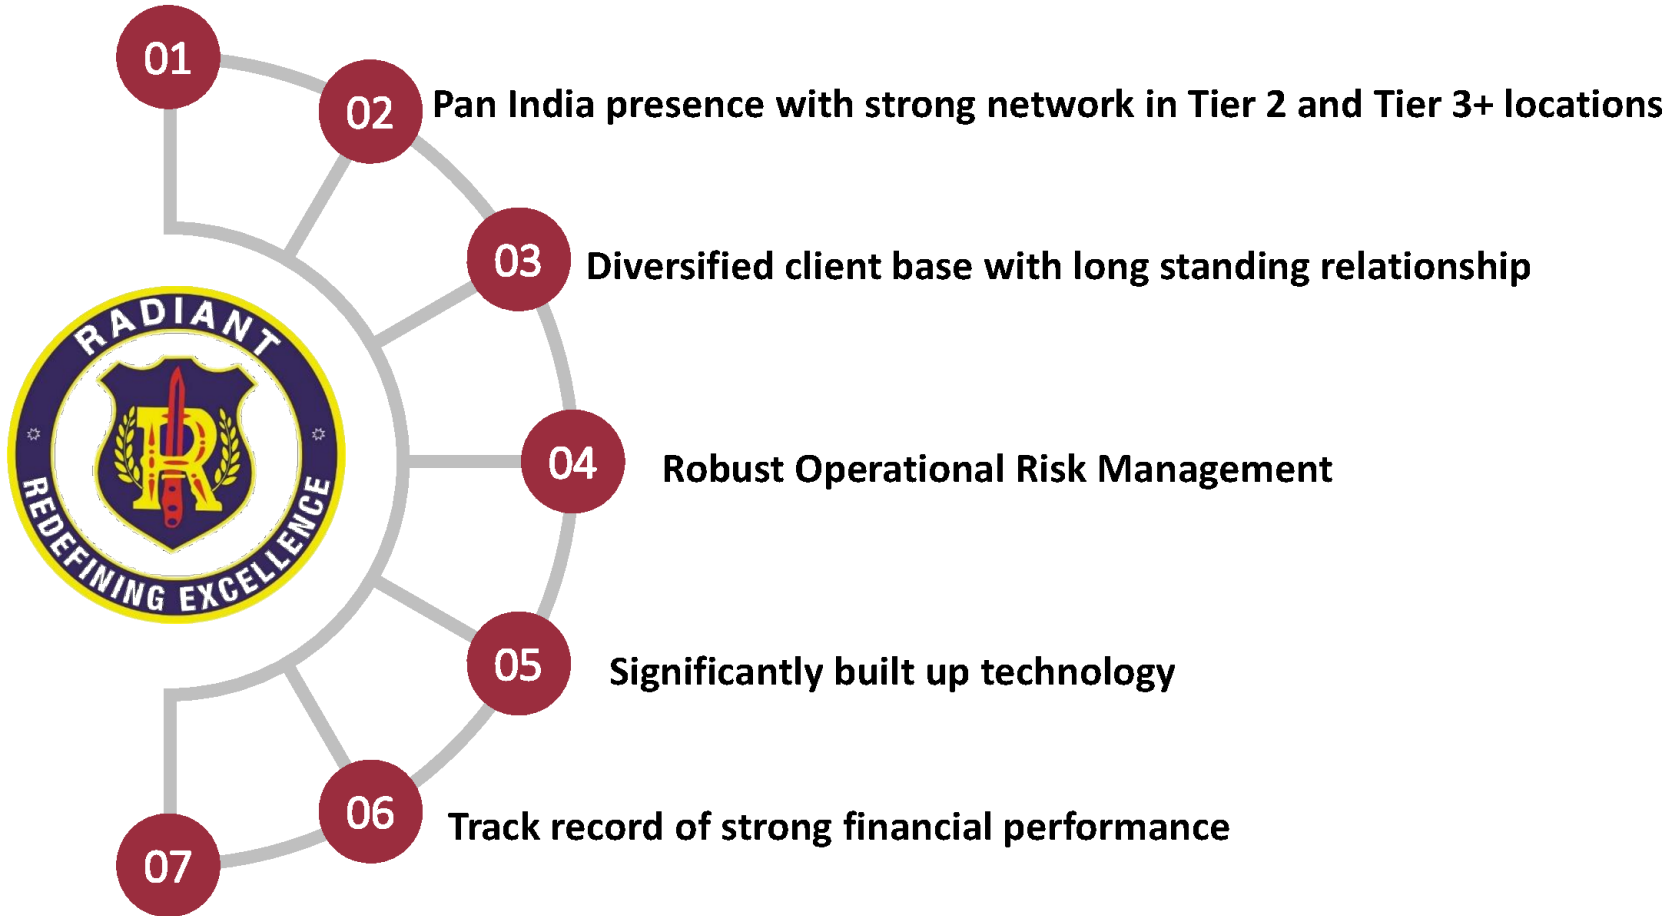 01
02 Pan India presence with strong network in Tier 2 and Tier 3+ locations
03 Diversified client base with long standing relationship
RADIANT
R
REDEFINING EXCELLENCE
04 Robust Operational Risk Management
05 Significantly built up technology
06 Track record of strong financial performance
07